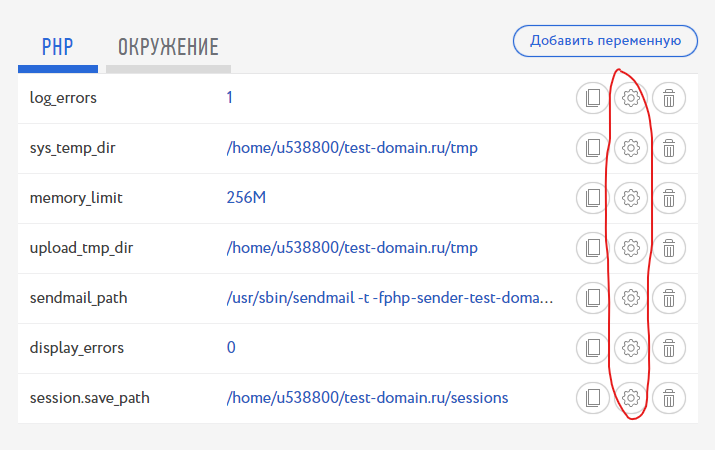 PHP ОКРУЖЕНИЕ Добавить переменную
log_errors 1
sys_temp_dir /home/u538800/test-domain.ru/tmp
memory_limit 256M
upload_tmp_dir /home/u538800/test-domain.ru/tmp
sendmail_path /usr/sbin/sendmail -t -fphp-sender-test-doma...
display_errors 0
session.save_path /home/u538800/test-domain.ru/sessions